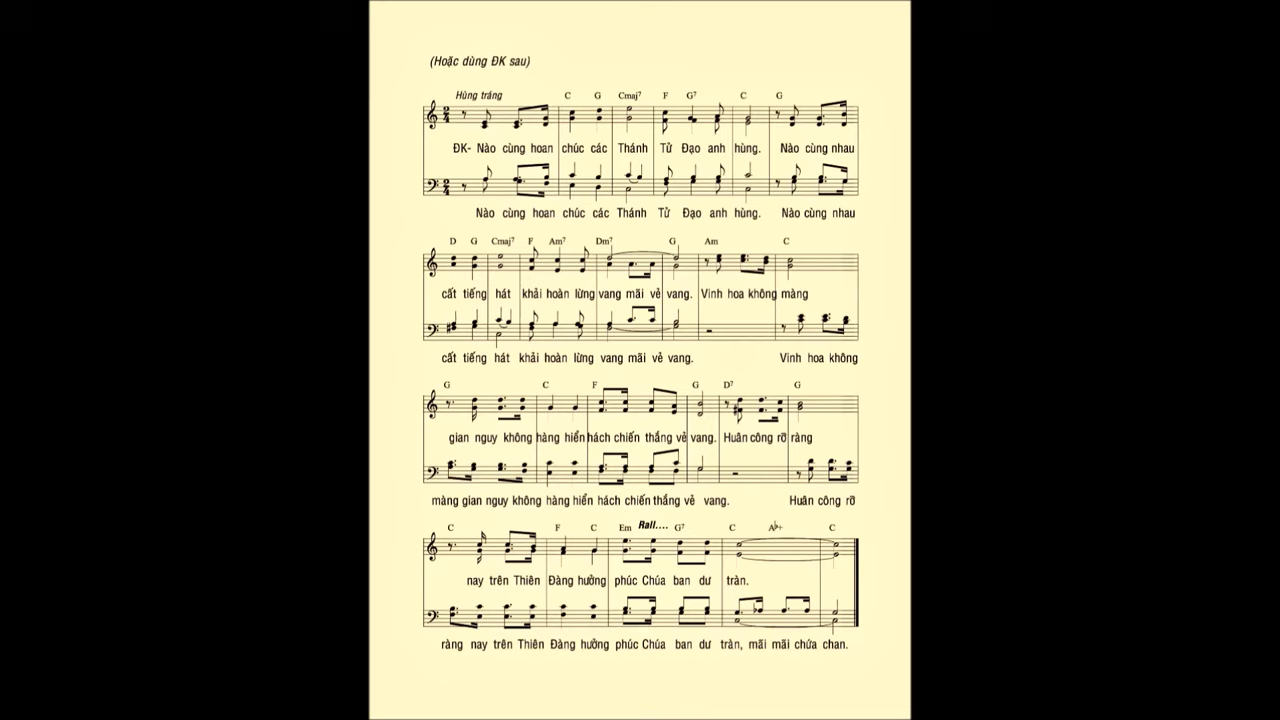 (Hoặc dùng ĐK sau)
Hùng tráng C G Cmaj7 F G7 C G
ĐK- Nào cùng hoan chúc các Thánh Tử Đạo anh hùng. Nào cùng nhau
Nào cùng hoan chúc các Thánh Tử Đạo anh hùng. Nào cùng nhau
D G Cmaj7 F Am7 Dm7 G Am C
cất tiếng hát khải hoàn lừng vang mãi vẻ vang. Vinh hoa không màng
cất tiếng hát khải hoàn lừng vang mãi vẻ vang. Vinh hoa không
G C F G D7 G
gian nguy không hàng hiển hách chiến thắng vẻ vang. Huân công rỡ ràng
màng gian nguy không hàng hiển hách chiến thắng vẻ vang. Huân công rỡ
C F C Em Rall.... G7 C Ab+ C
nay trên Thiên Đàng hưởng phúc Chúa ban dư tràn.
ràng nay trên Thiên Đàng hưởng phúc Chúa ban dư tràn, mãi mãi chứa chan.